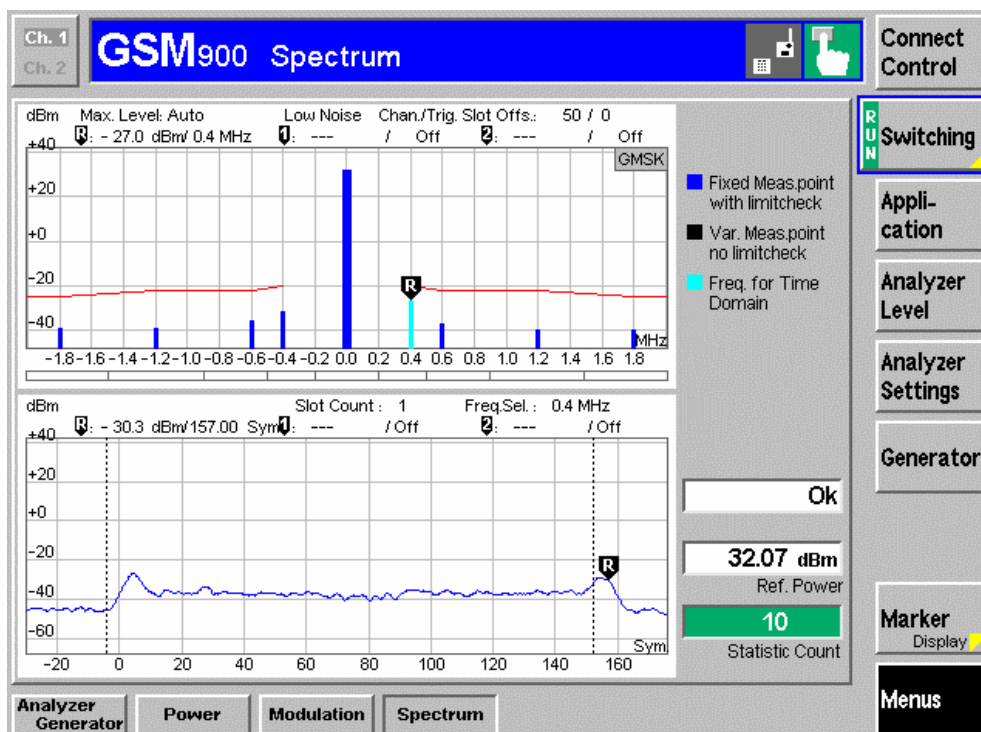 Ch. 1
Ch. 2
GSM900 Spectrum
Connect Control
dBm Max. Level: Auto Low Noise Chan./Trig. Slot Offs.: 50 / 0
R: - 27.0 dBm/ 0.4 MHz 1: --- / Off 2: --- / Off
+40
GMSK
+20
+0
-20
R
-40
MHz
-1.8 -1.6 -1.4 -1.2 -1.0 -0.8 -0.6 -0.4 -0.2 0.0 0.2 0.4 0.6 0.8 1.0 1.2 1.4 1.6 1.8
Fixed Meas.point
with limitcheck
Var. Meas.point
no limitcheck
Freq. for Time
Domain
dBm Slot Count : 1 Freq.Sel. : 0.4 MHz
R: - 30.3 dBm/157.00 Sym 1: --- / Off 2: --- / Off
+40
+20
+0
-20
R
-40
-60
Sym
-20 0 20 40 60 80 100 120 140 160
Ok
32.07 dBm
Ref. Power
10
Statistic Count
RUN
Switching
Appli-
cation
Analyzer
Level
Analyzer
Settings
Generator
Marker
Display
Menus
Analyzer
Generator
Power
Modulation
Spectrum